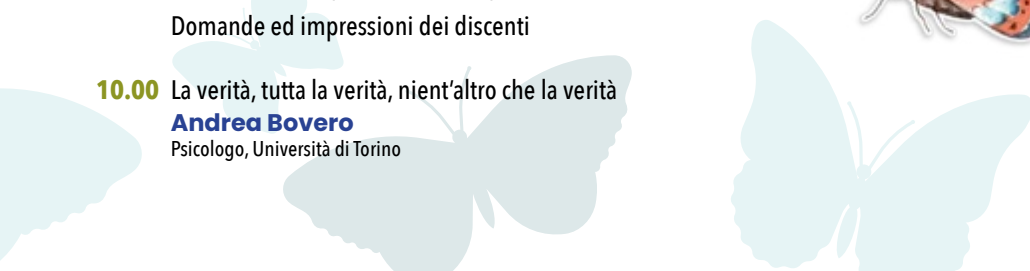 Domande ed impressioni dei discenti
10.00 La verità, tutta la verità, nient'altro che la verità
Andrea Bovero
Psicologo, Università di Torino